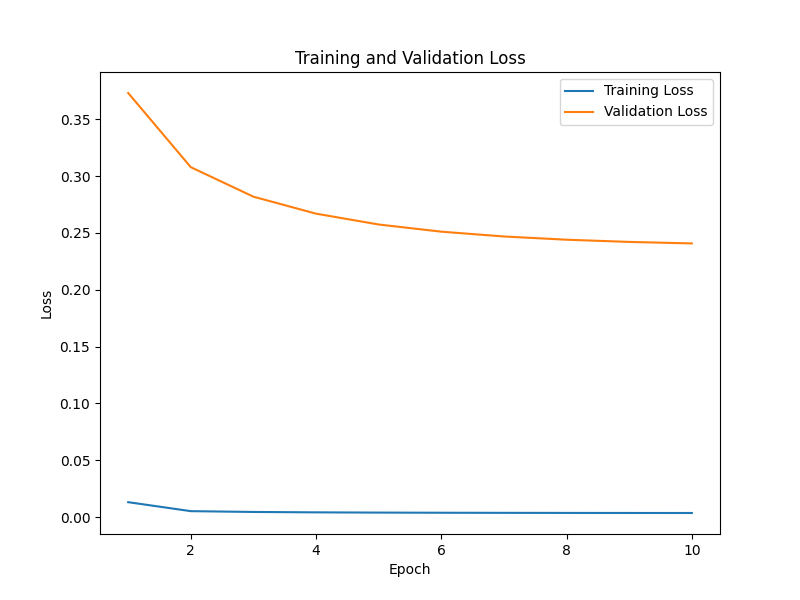 Training and Validation Loss
Training Loss
Validation Loss
Loss
0.35
0.30
0.25
0.20
0.15
0.10
0.05
0.00
2
4
6
8
10
Epoch